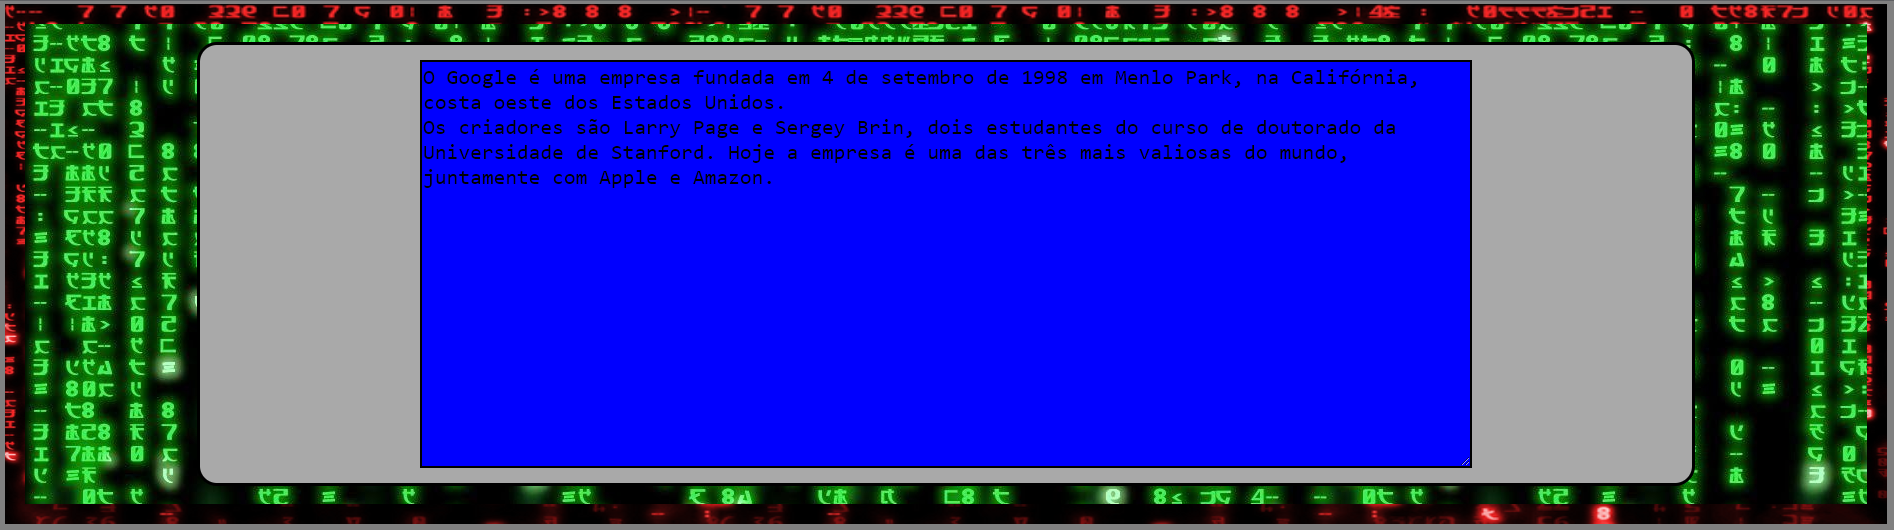 O Google é uma empresa fundada em 4 de setembro de 1998 em Menlo Park, na Califórnia,
costa oeste dos Estados Unidos.
Os criadores são Larry Page e Sergey Brin, dois estudantes do curso de doutorado da
Universidade de Stanford. Hoje a empresa é uma das três mais valiosas do mundo,
juntamente com Apple e Amazon.